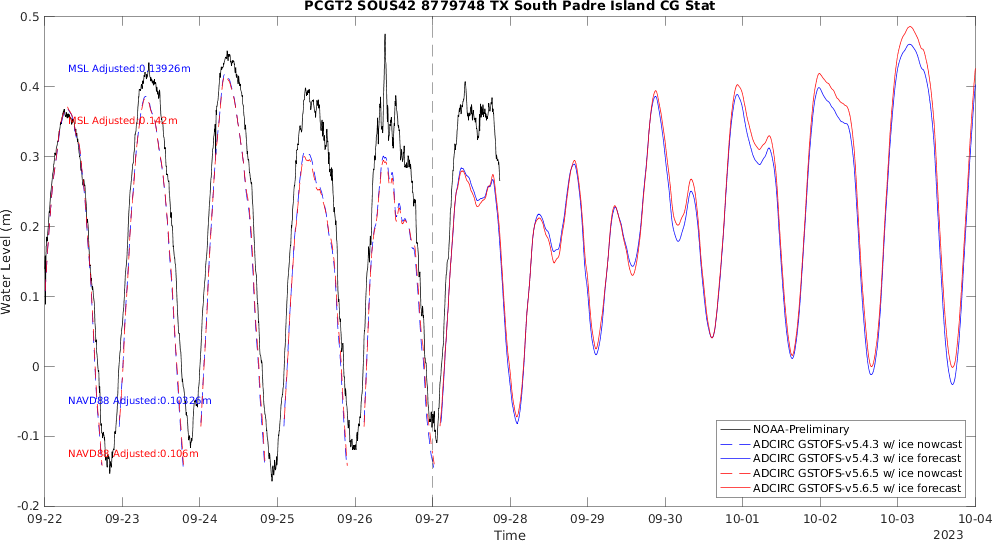 PCGT2 SOUS42 8779748 TX South Padre Island CG Stat
0.5
0.4
0.3
0.2
0.1
0
-0.1
-0.2
Water Level (m)
MSL Adjusted:0.13926m
MSL Adjusted:0.142m
NAVD88 Adjusted:0.10326m
NAVD88 Adjusted:0.106m
NOAA-Preliminary
ADCIRC GSTOFS-v5.4.3 w/ ice nowcast
ADCIRC GSTOFS-v5.4.3 w/ ice forecast
ADCIRC GSTOFS-v5.6.5 w/ ice nowcast
ADCIRC GSTOFS-v5.6.5 w/ ice forecast
09-22 09-23 09-24 09-25 09-26 09-27 09-28 09-29 09-30 10-01 10-02 10-03 10-04
Time
2023